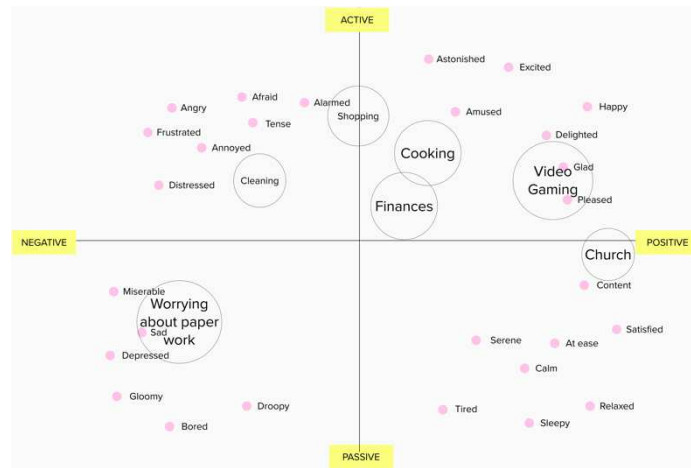 ACTIVE
Astonished
Excited
Afraid
Alarmed
Angry
Happy
Amused
Shopping
Tense
Frustrated
Delighted
Annoyed
Cooking
Glad
Video
Gaming
Cleaning
Distressed
Pleased
Finances
NEGATIVE
POSITIVE
Church
Content
Miserable
Worrying
about paper
work
Sad
Satisfied
Serene
At ease
Depressed
Calm
Gloomy
Droopy
Tired
Relaxed
Bored
Sleepy
PASSIVE